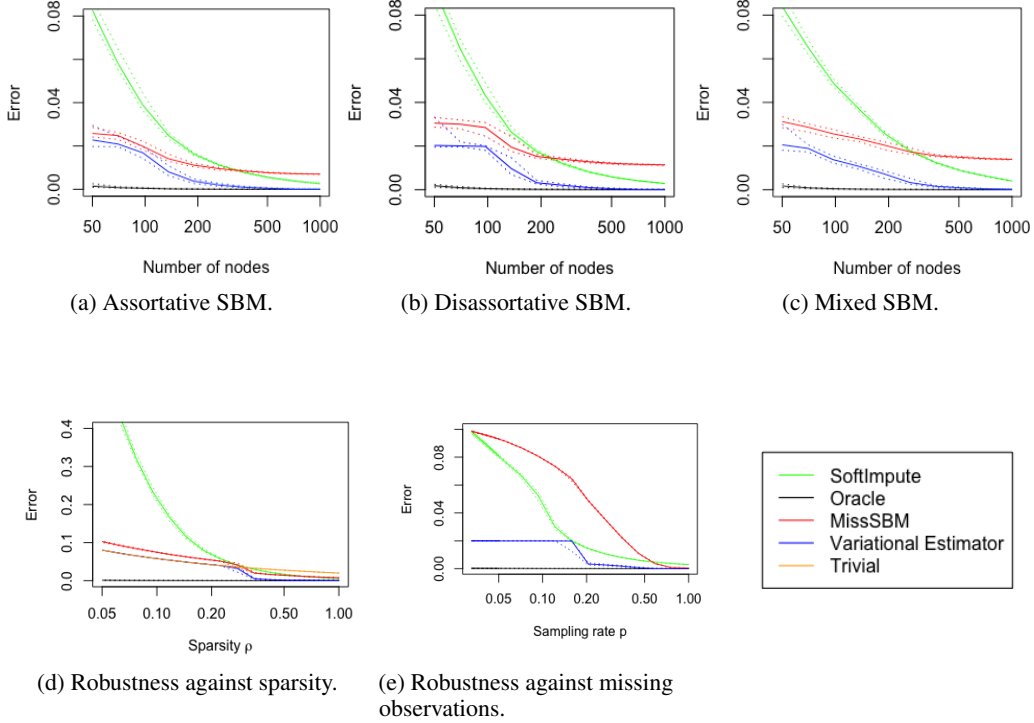 Error
0.00 0.04 0.08
50 100 200 500 1000
Number of nodes
(a) Assortative SBM.
Error
0.00 0.04 0.08
50 100 200 500 1000
Number of nodes
(b) Disassortative SBM.
Error
0.00 0.04 0.08
50 100 200 500 1000
Number of nodes
(c) Mixed SBM.
Error
0.0 0.1 0.2 0.3 0.4
0.05 0.10 0.20 0.50 1.00
Sparsity ρ
(d) Robustness against sparsity.
Error
0.00 0.04 0.08
0.05 0.10 0.20 0.50 1.00
Sampling rate p
(e) Robustness against missing
observations.
SoftImpute
Oracle
MissSBM
Variational Estimator
Trivial